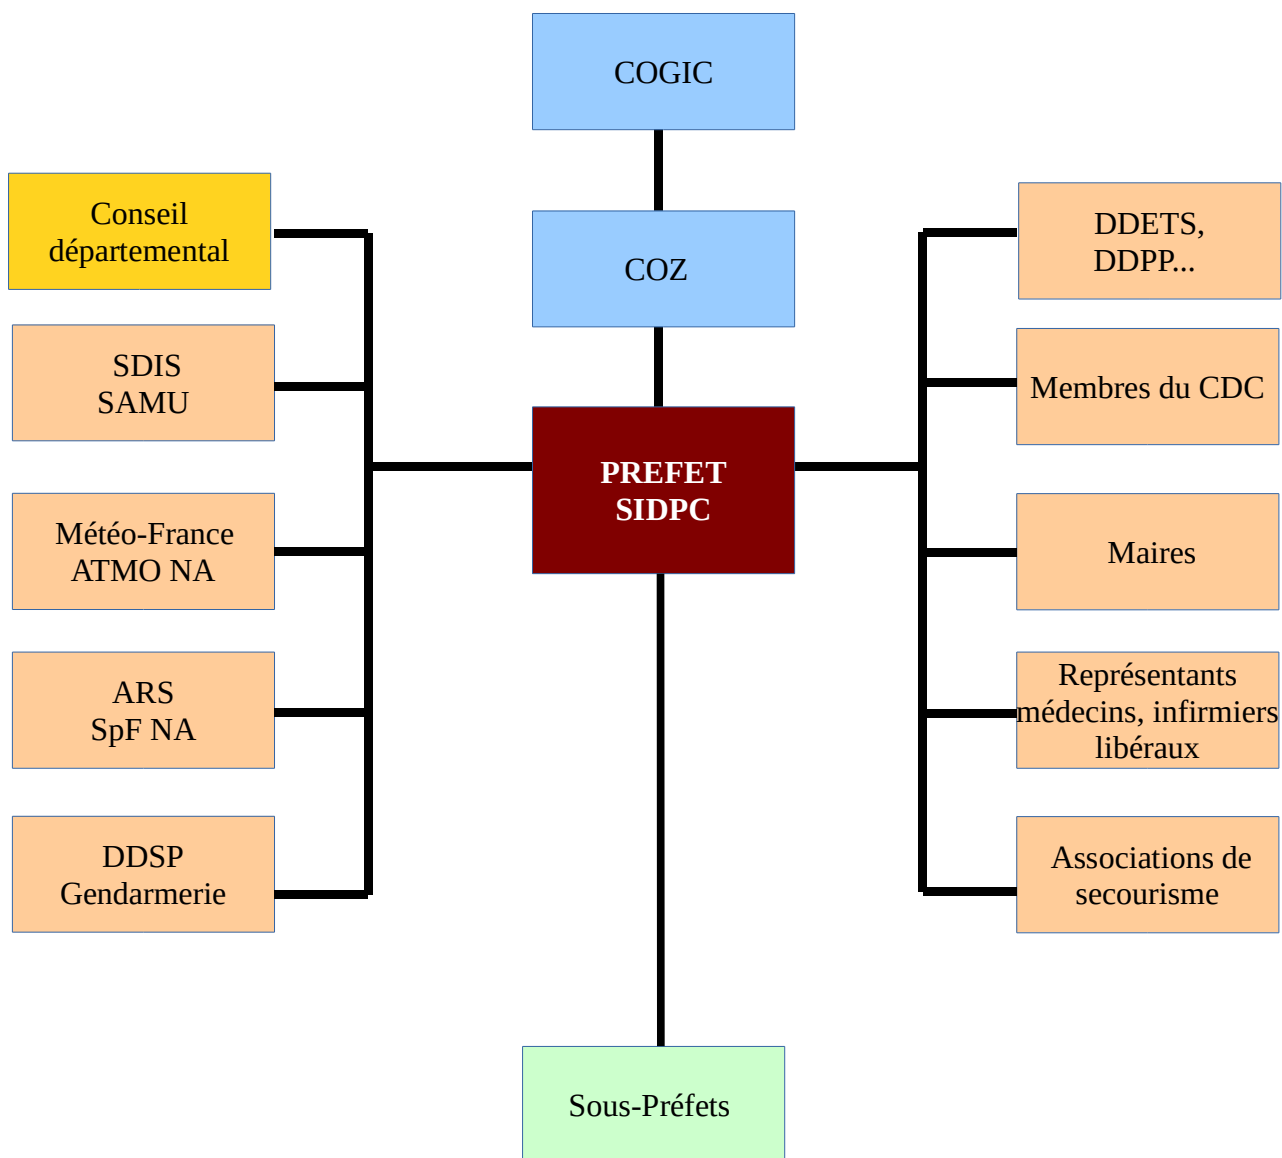 COGIC
COZ
PREFET
SIDPC
Conseil
départemental
SDIS
SAMU
Météo-France
ATMO NA
ARS
SpF NA
DDSP
Gendarmerie
DDETS,
DDPP...
Membres du CDC
Maires
Représentants
médecins, infirmiers
libéraux
Associations de
secourisme
Sous-Préfets